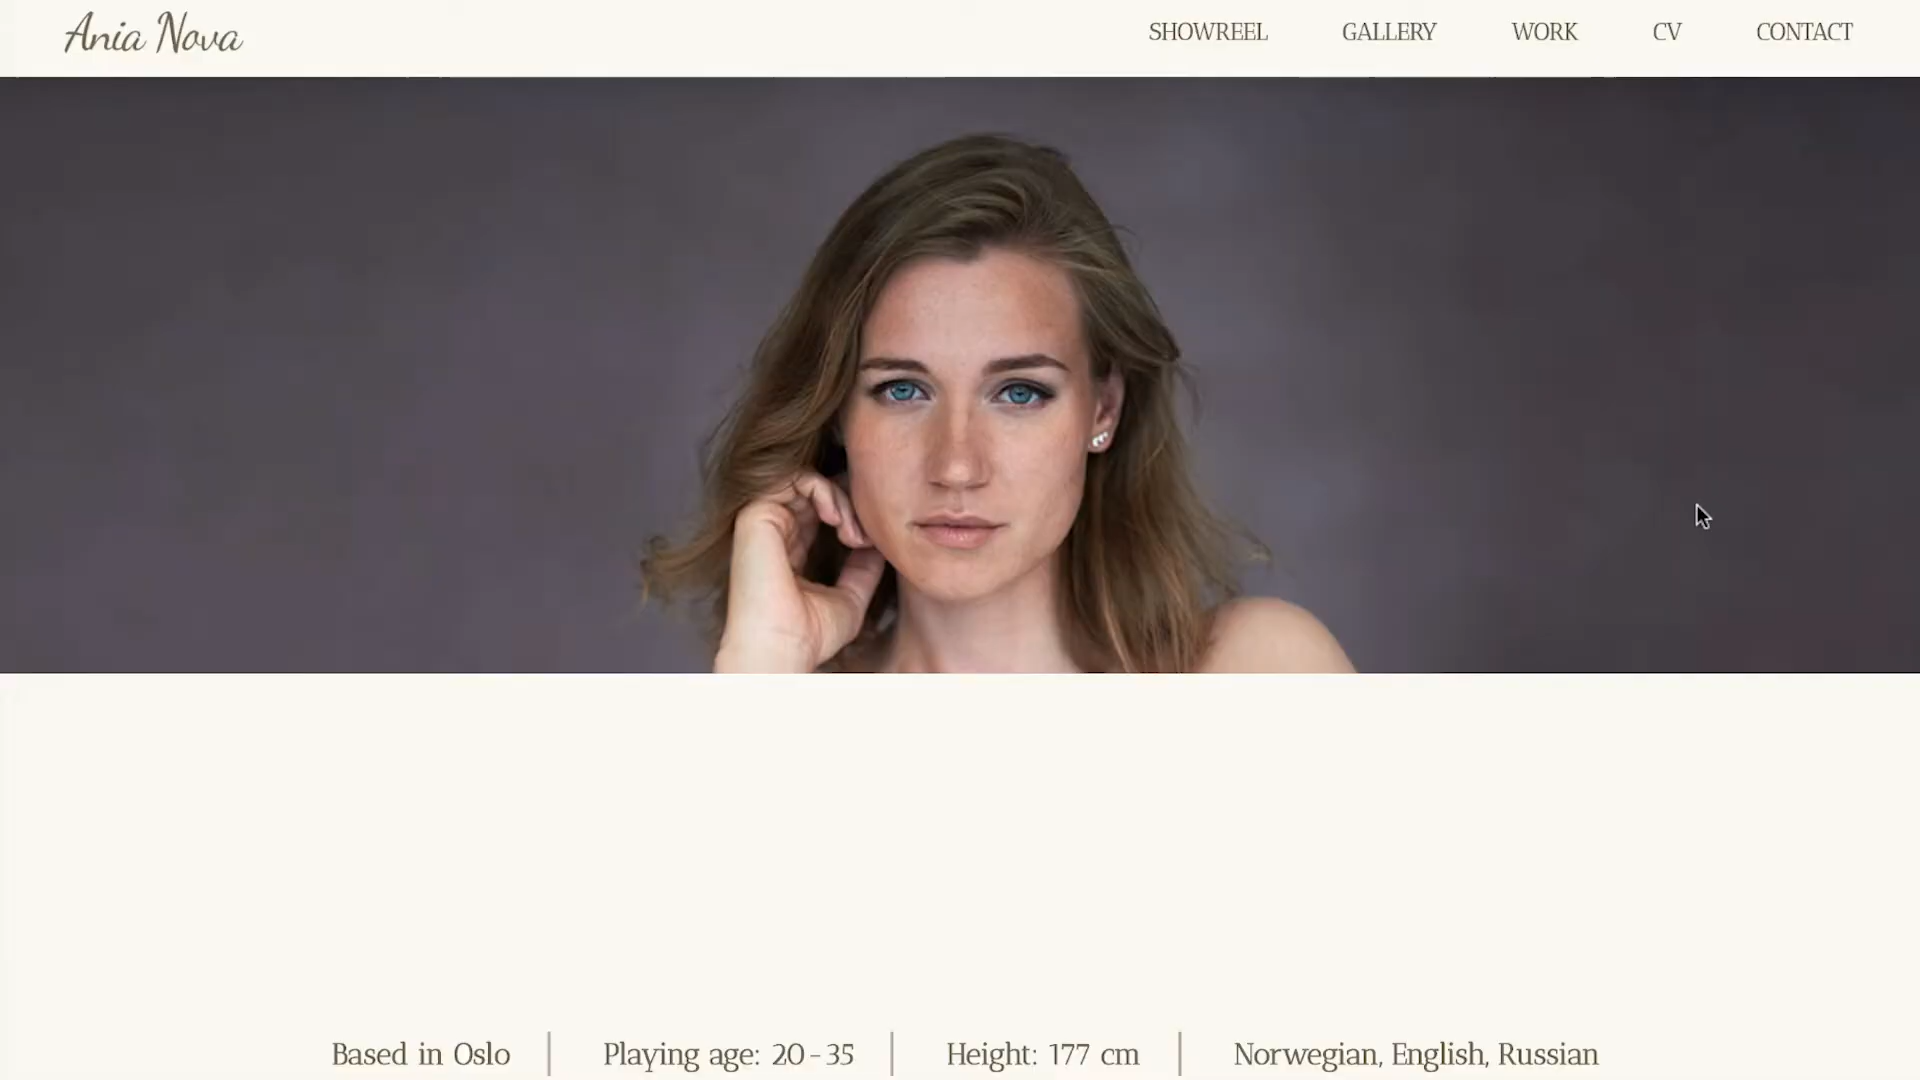 Ania Nova
SHOWREEL GALLERY WORK CV CONTACT
Based in Oslo | Playing age: 20-35 | Height: 177 cm | Norwegian, English, Russian